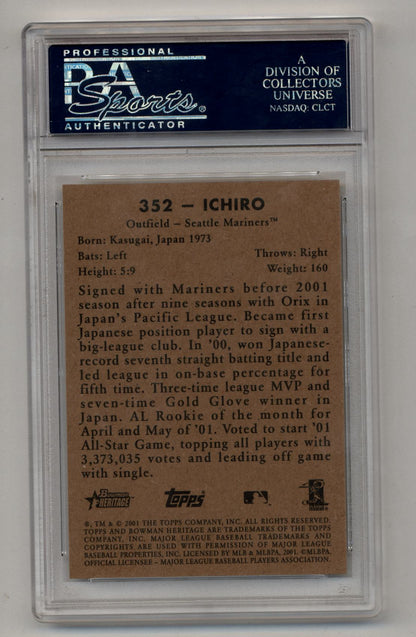 PROFESSIONAL
PSA
Sports®
AUTHENTICATOR
A
DIVISION OF
COLLECTORS
UNIVERSE
NASDAQ: CLCT
352 – ICHIRO
Outfield – Seattle Mariners™
Born: Kasugai, Japan 1973
Bats: Left Throws: Right
Height: 5:9 Weight: 160
Signed with Mariners before 2001
season after nine seasons with Orix in
Japan's Pacific League. Became first
Japanese position player to sign with a
big-league club. In '00, won Japanese-
record seventh straight batting title and
led league in on-base percentage for
fifth time. Three-time league MVP and
seven-time Gold Glove winner in
Japan. AL Rookie of the month for
April and May of '01. Voted to start '01
All-Star Game, topping all players with
3,373,035 votes and leading off game
with single.
Bowman
HERITAGE
Topps
®, TM & © 2001 THE TOPPS COMPANY, INC. ALL RIGHTS RESERVED.
TOPPS AND BOWMAN HERITAGE ARE TRADEMARKS OF THE TOPPS
COMPANY, INC. MAJOR LEAGUE BASEBALL TRADEMARKS AND
COPYRIGHTS ARE USED WITH PERMISSION OF MAJOR LEAGUE
BASEBALL PROPERTIES, INC. LICENSED BY MLB & MLBPA, 2001. ©MLBPA.
OFFICIAL LICENSEE – MAJOR LEAGUE BASEBALL PLAYERS ASSOCIATION.